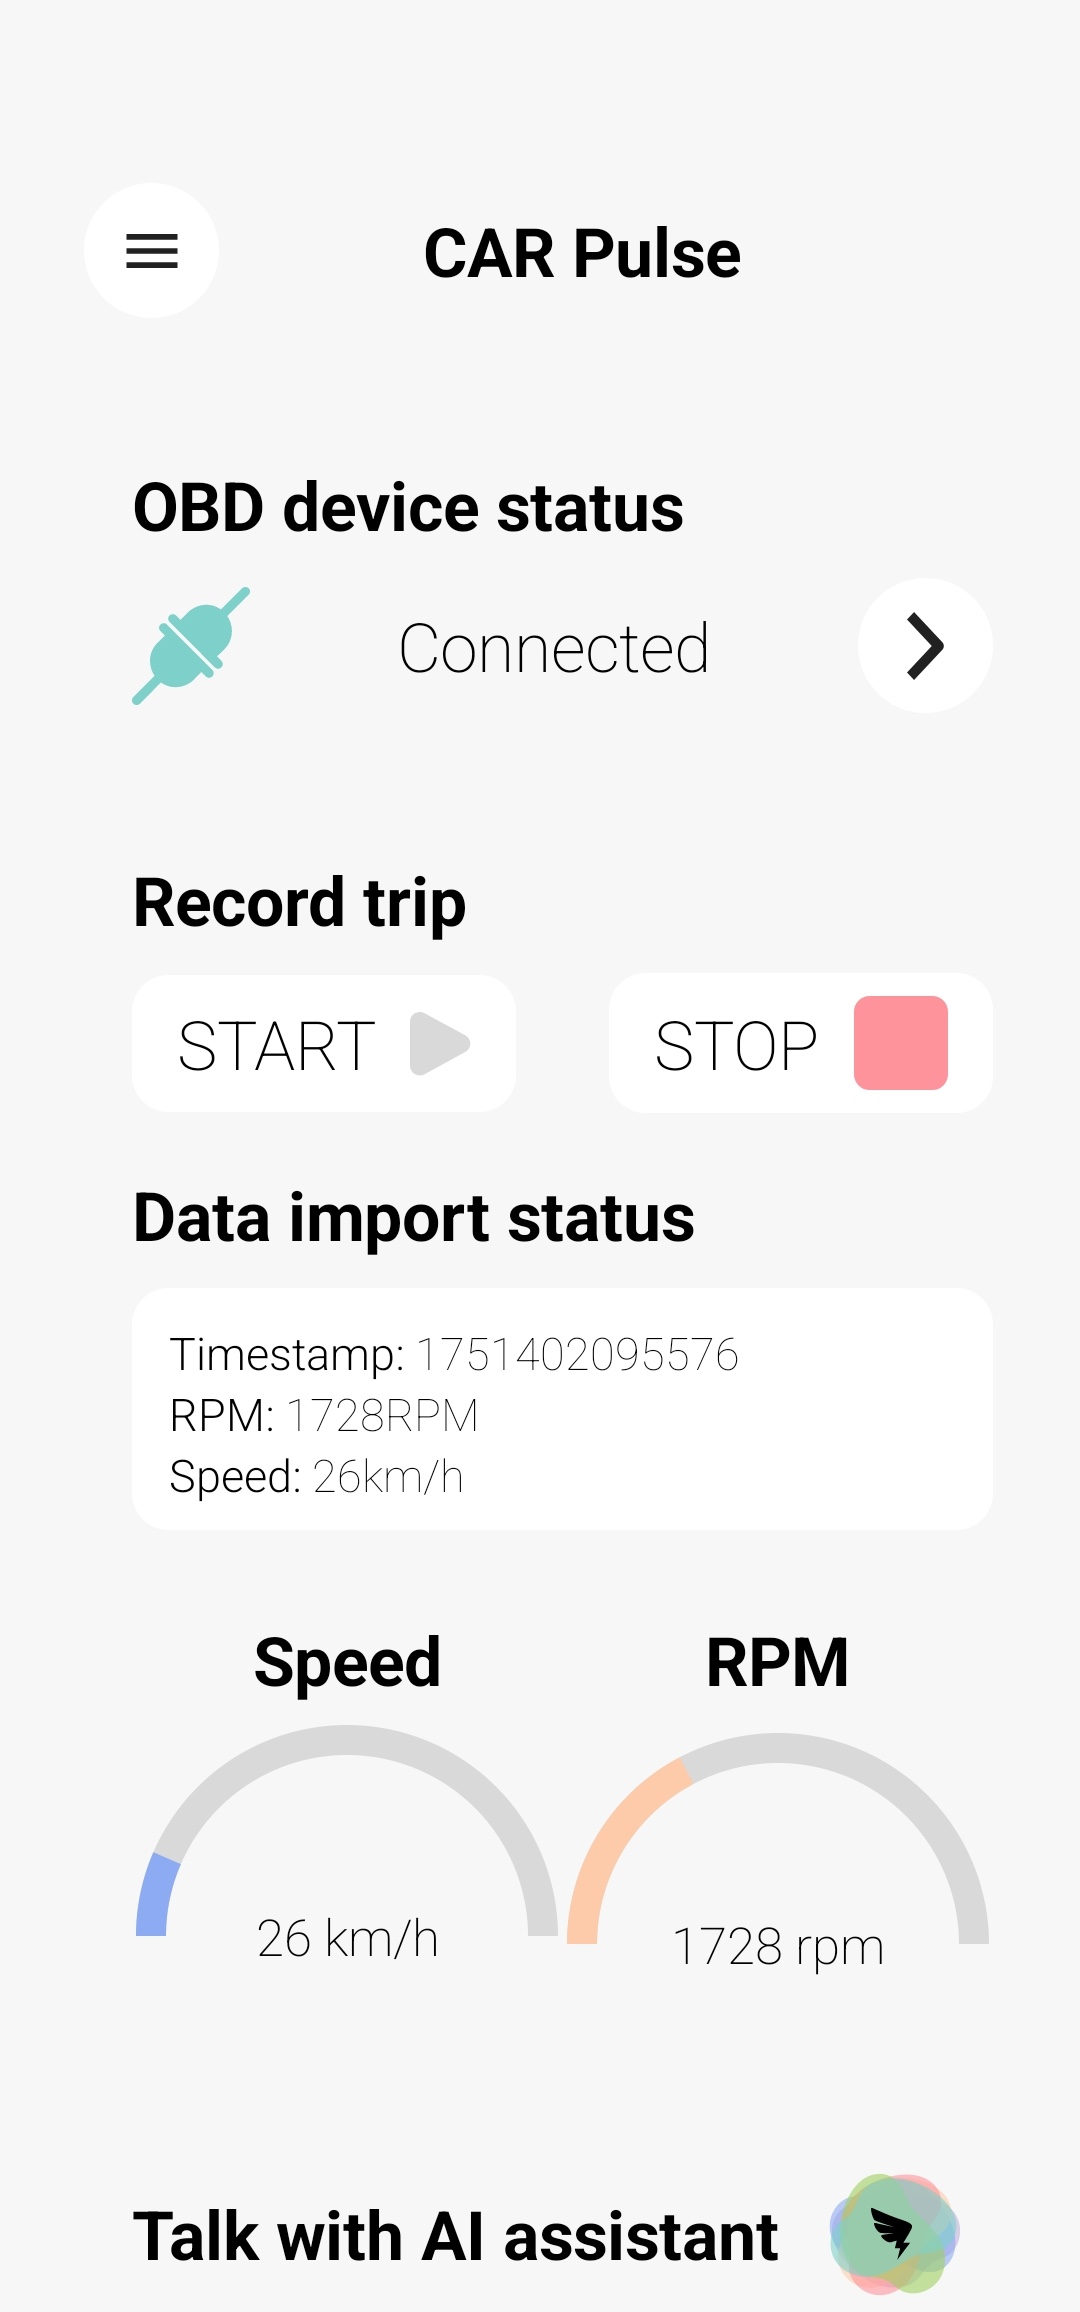 CAR Pulse
OBD device status
Connected
Record trip
START
STOP
Data import status
Timestamp: 1751402095576
RPM: 1728RPM
Speed: 26km/h
Speed
RPM
26 km/h
1728 rpm
Talk with AI assistant